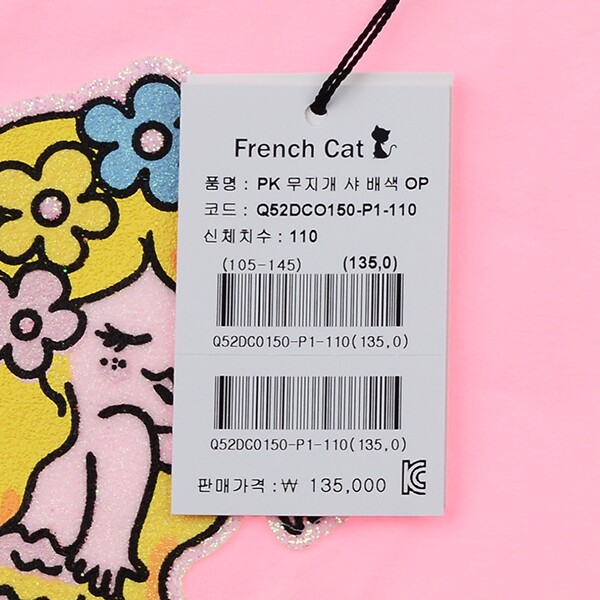 French Cat
품명 : PK 무지개 샤 배색 OP
코드 : Q52DCO150-P1-110
신체치수 : 110
(105-145) (135,0)
Q52DCO150-P1-110(135,0)
Q52DCO150-P1-110(135,0)
판매가격 : ₩ 135,000